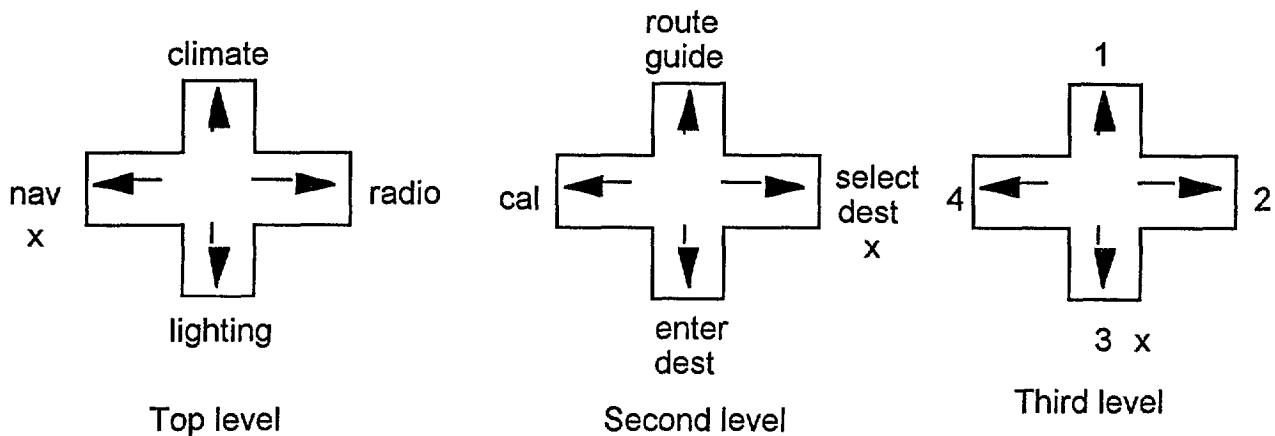 climate
nav
x
radio
lighting
Top level
route
guide
cal
select
dest
x
enter
dest
Second level
1
4
2
3 x
Third level